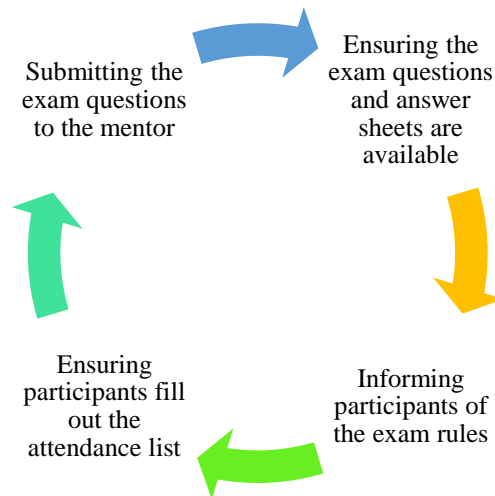 Submitting the
exam questions
to the mentor
Ensuring the
exam questions
and answer
sheets are
available
Informing
participants of
the exam rules
Ensuring
participants fill
out the
attendance list